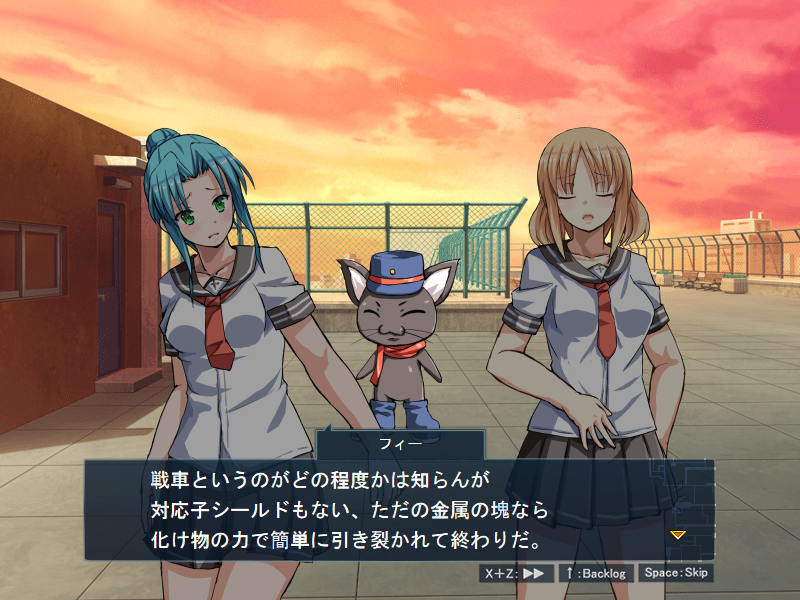 フィー
戦車というのがどの程度かは知らんが
対応子シールドもない、ただの金属の塊なら
化け物の力で簡単に引き裂かれて終わりだ。
X+Z:▶▶ ↑:Backlog Space:Skip